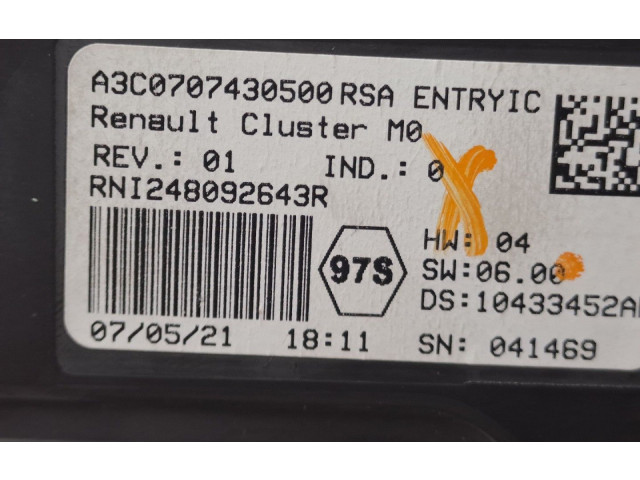 A3C0707430500 RSA ENTRYIC
Renault Cluster M0
REV.: 01 IND.: 0
RNI248092643R
97S
HW: 04
SW:06.00
DS:10433452A
07/05/21 18:11 SN: 041469